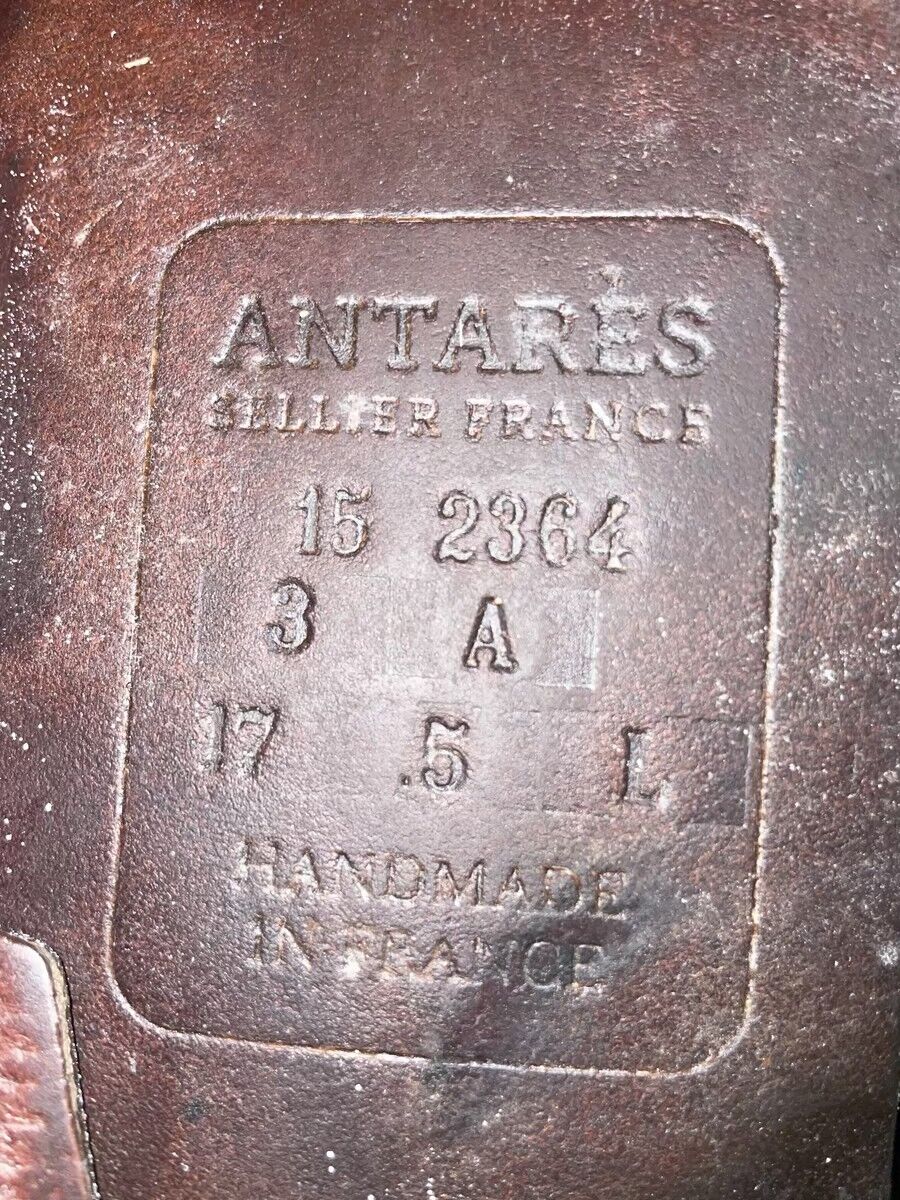 ANTARÈS
SELLIER FRANCE
15 2364
3 A
17 .5 L
HANDMADE
IN FRANCE